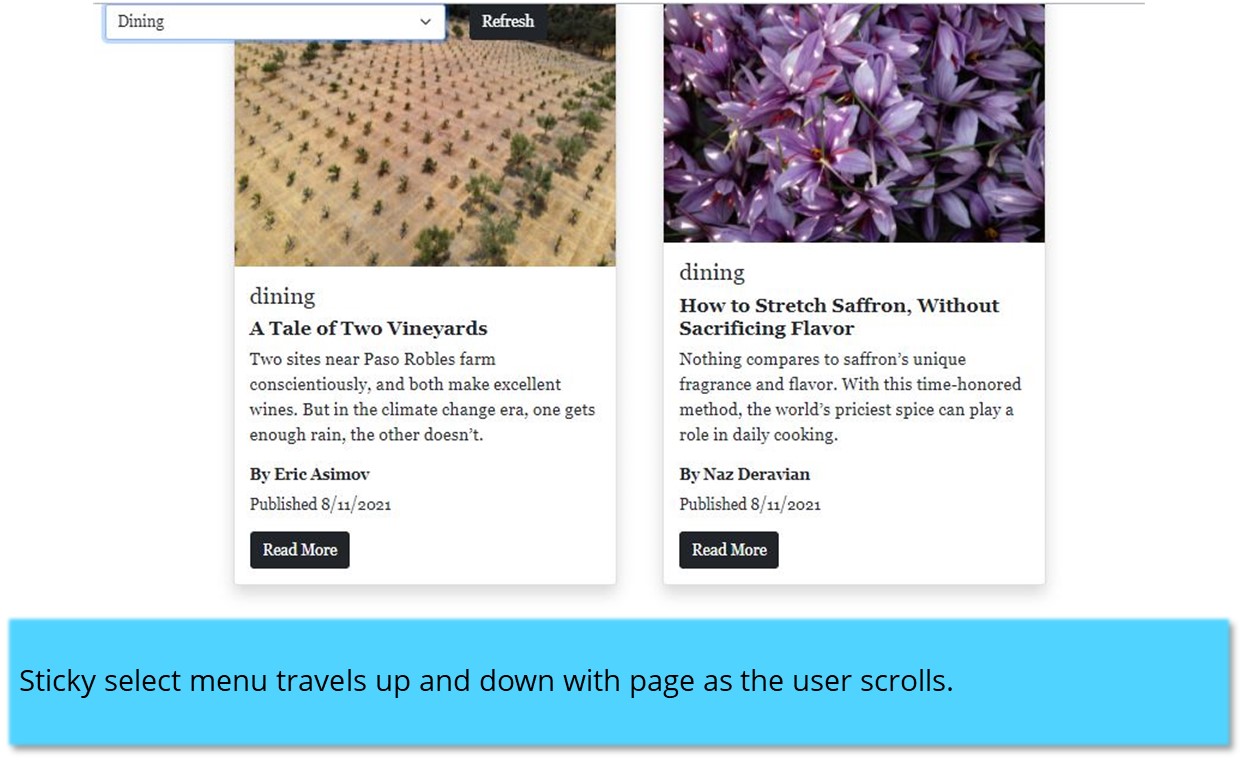 Dining
Refresh
dining
A Tale of Two Vineyards
Two sites near Paso Robles farm
conscientiously, and both make excellent
wines. But in the climate change era, one gets
enough rain, the other doesn’t.
By Eric Asimov
Published 8/11/2021
Read More
dining
How to Stretch Saffron, Without
Sacrificing Flavor
Nothing compares to saffron’s unique
fragrance and flavor. With this time-honored
method, the world’s priciest spice can play a
role in daily cooking.
By Naz Deravian
Published 8/11/2021
Read More
Sticky select menu travels up and down with page as the user scrolls.